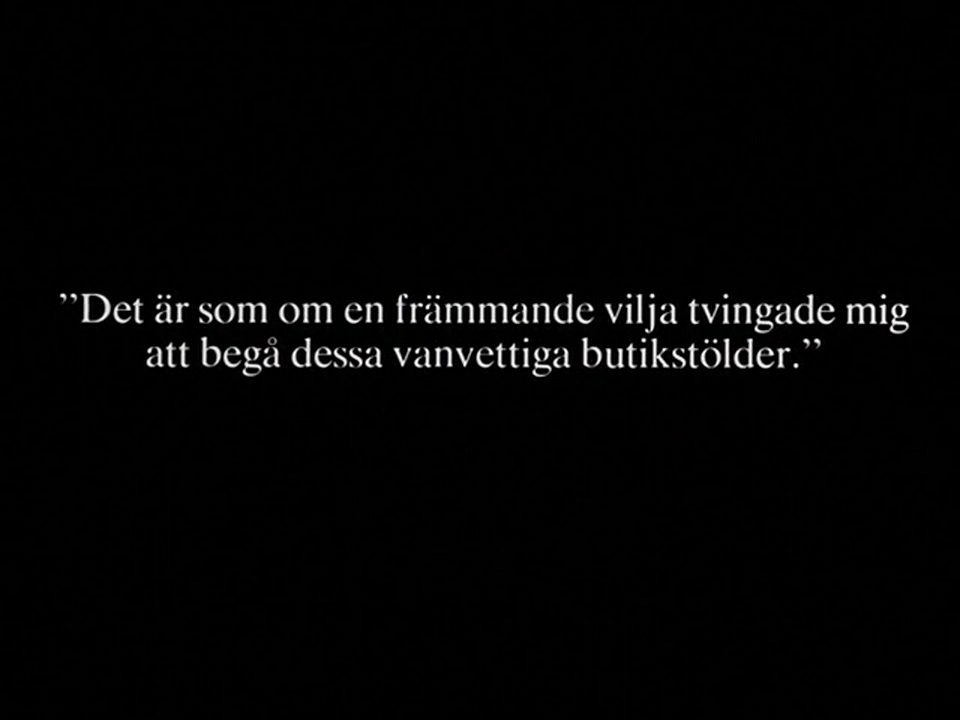 ”Det är som om en främmande vilja tvingade mig
att begå dessa vanvettiga butikstölder.”